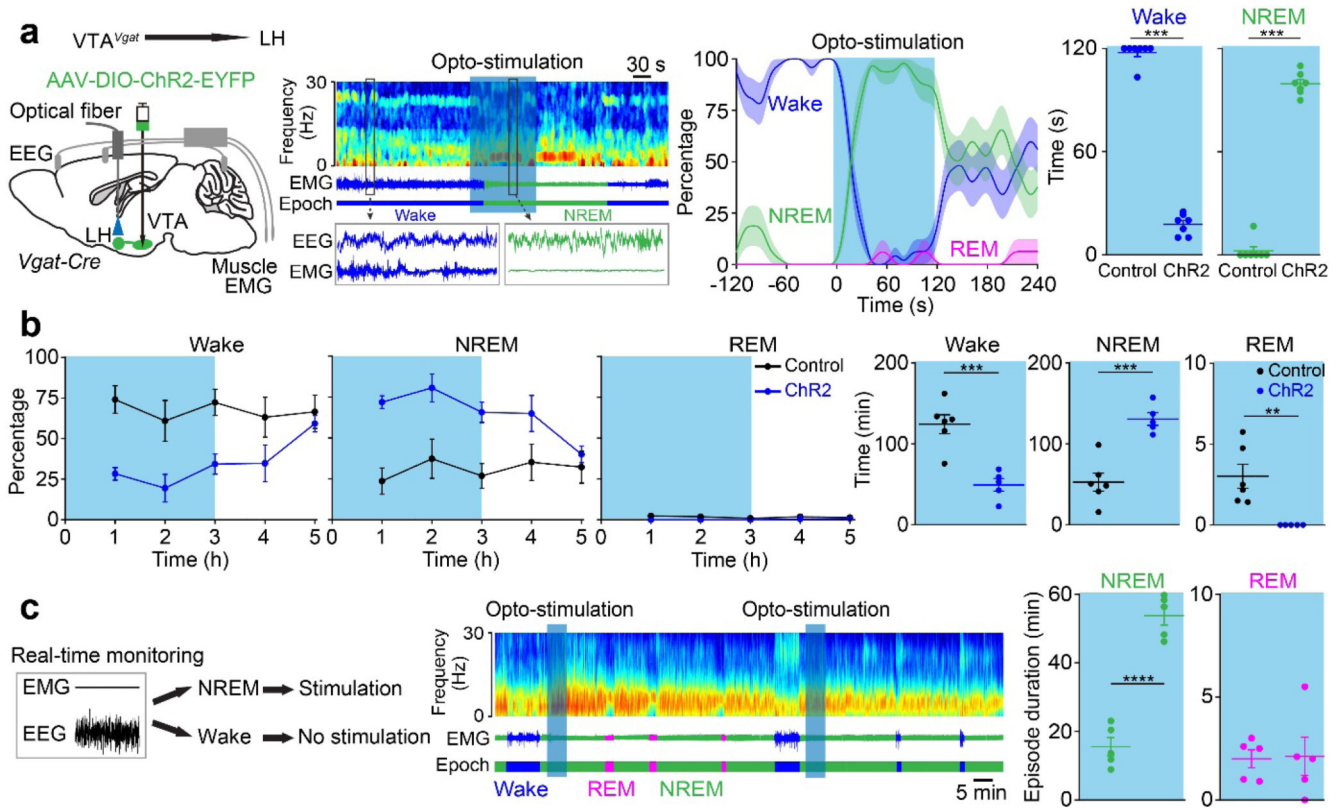 a
VTA^Vgat LH
AAV-DIO-ChR2-EYFP
Optical fiber
EEG
VTA
LH
Vgat-Cre
Muscle
EMG
Opto-stimulation
30 s
30
Frequency
(Hz)
0
EMG
Epoch
Wake
NREM
EEG
EMG
Opto-stimulation
Percentage
100
75
50
25
0
Wake
NREM
REM
-120 -60 0 60 120 180 240
Time (s)
Wake
***
Time (s)
120
60
0
Control ChR2
NREM
***
Control ChR2
b
Wake
NREM
REM
Percentage
100
75
50
25
0
Control
ChR2
0 1 2 3 4 5
Time (h)
0 1 2 3 4 5
Time (h)
0 1 2 3 4 5
Time (h)
Wake
***
Time (min)
200
100
0
NREM
***
200
100
0
REM
Control
ChR2
**
10
5
0
c
Real-time monitoring
EMG
EEG
NREM Stimulation
Wake No stimulation
Opto-stimulation
Opto-stimulation
30
Frequency
(Hz)
0
EMG
Epoch
Wake
REM
NREM
5 min
NREM
Episode duration (min)
60
40
20
0
****
REM
10
5
0